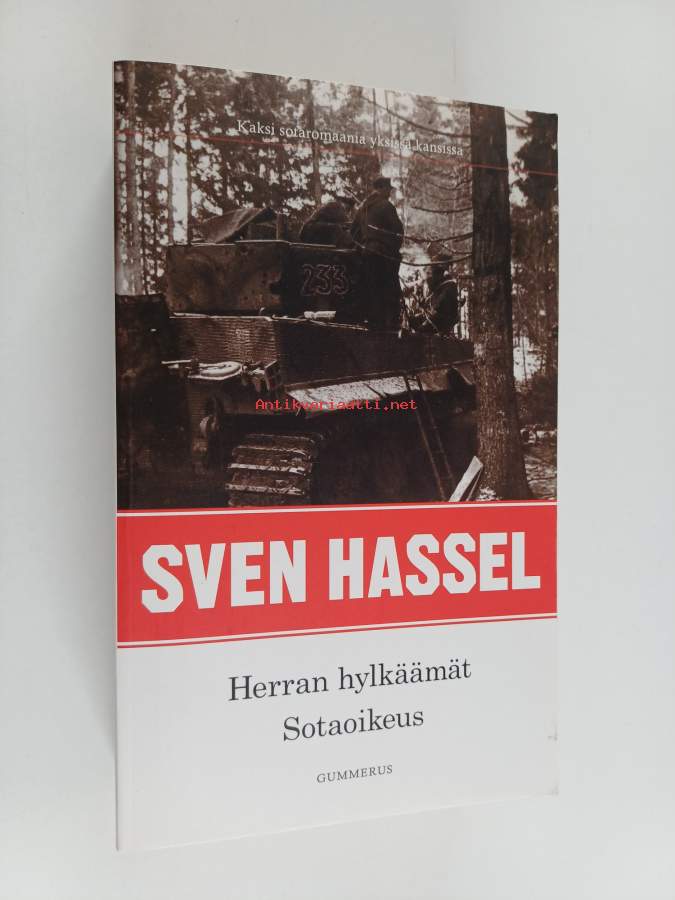 Kaksi sotaromaania yksissä kansissa
233
Antikvariaatti.net
SVEN HASSEL
Herran hylkäämät
Sotaoikeus
GUMMERUS